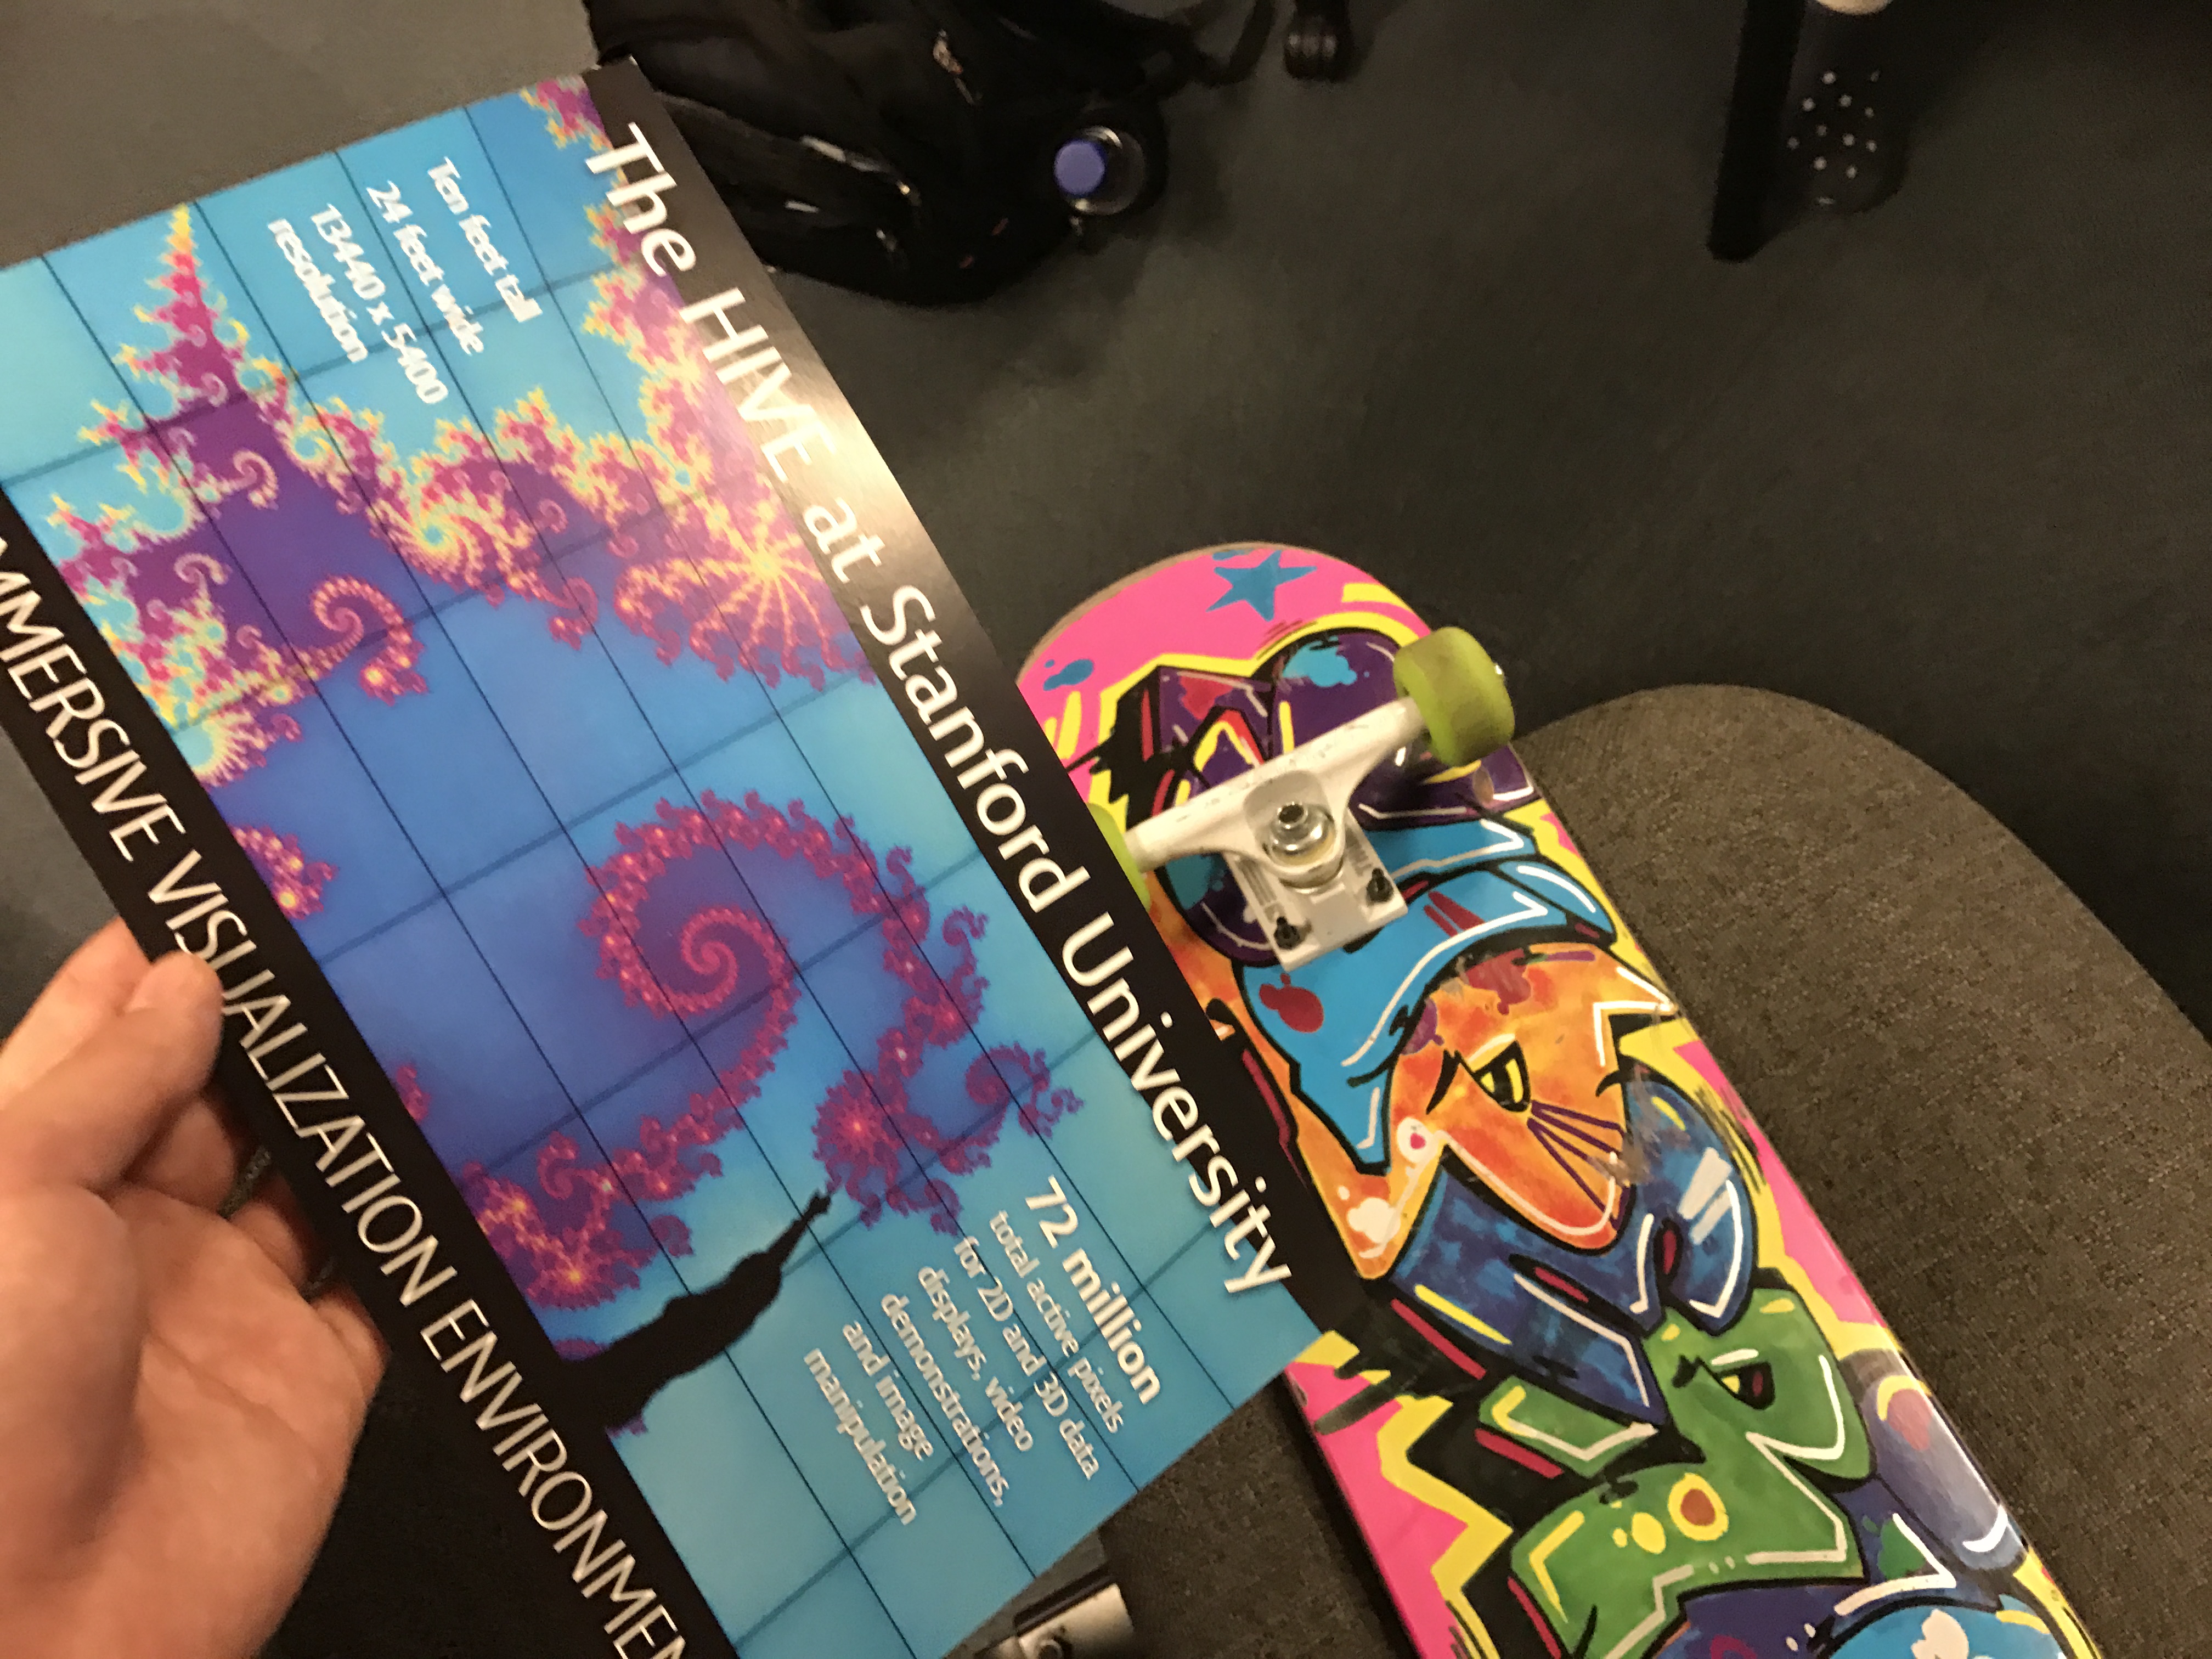 The HIVE at Stanford University
Ten feet tall
24 feet wide
13440 x 5400
resolution
72 million
total active pixels
for 2D and 3D data
displays, video
demonstrations,
and image
manipulation
MMERSIVE VISUALIZATION ENVIRONMEN